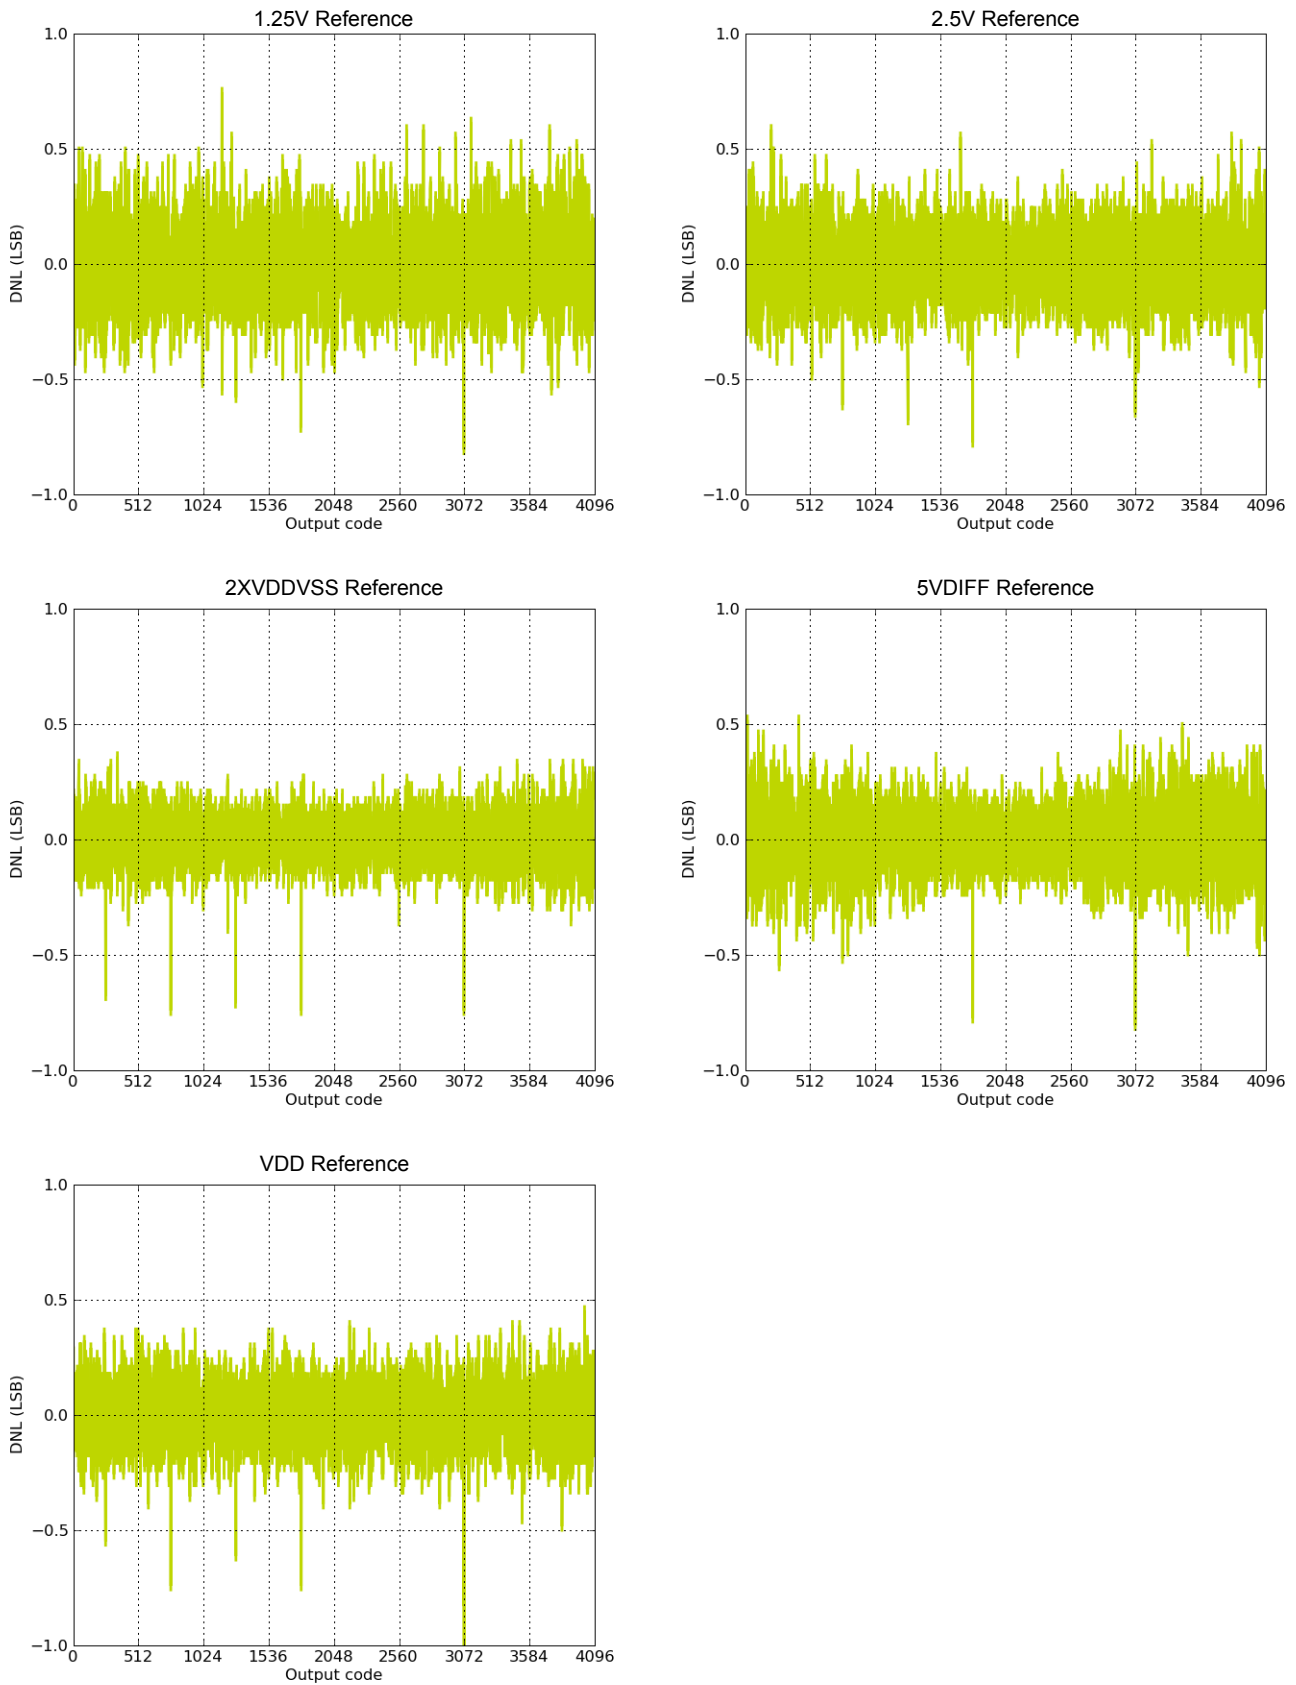 1.25V Reference
1.0
0.5
0.0
−0.5
−1.0
DNL (LSB)
0 512 1024 1536 2048 2560 3072 3584 4096
Output code
2.5V Reference
1.0
0.5
0.0
−0.5
−1.0
DNL (LSB)
0 512 1024 1536 2048 2560 3072 3584 4096
Output code
2XVDDVSS Reference
1.0
0.5
0.0
−0.5
−1.0
DNL (LSB)
0 512 1024 1536 2048 2560 3072 3584 4096
Output code
5VDIFF Reference
1.0
0.5
0.0
−0.5
−1.0
DNL (LSB)
0 512 1024 1536 2048 2560 3072 3584 4096
Output code
VDD Reference
1.0
0.5
0.0
−0.5
−1.0
DNL (LSB)
0 512 1024 1536 2048 2560 3072 3584 4096
Output code